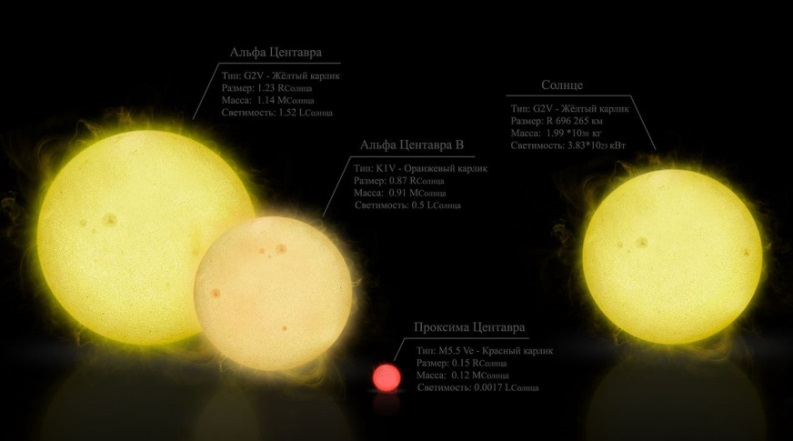 Альфа Центавра
Тип: G2V - Жёлтый карлик
Размер: 1.23 RСолнца
Масса: 1.14 MСолнца
Светимость: 1.52 LСолнца
Альфа Центавра B
Тип: K1V - Оранжевый карлик
Размер: 0.87 RСолнца
Масса: 0.91 MСолнца
Светимость: 0.5 LСолнца
Проксима Центавра
Тип: M5.5 Ve - Красный карлик
Размер: 0.15 RСолнца
Масса: 0.12 MСолнца
Светимость: 0.0017 LСолнца
Солнце
Тип: G2V - Жёлтый карлик
Размер: R 696 265 км
Масса: 1.99 *10³⁰ кг
Светимость: 3.83*10²³ кВт